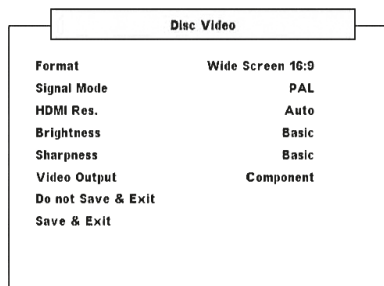 Disc Video
Format Wide Screen 16:9
Signal Mode PAL
HDMI Res. Auto
Brightness Basic
Sharpness Basic
Video Output Component
Do not Save & Exit
Save & Exit